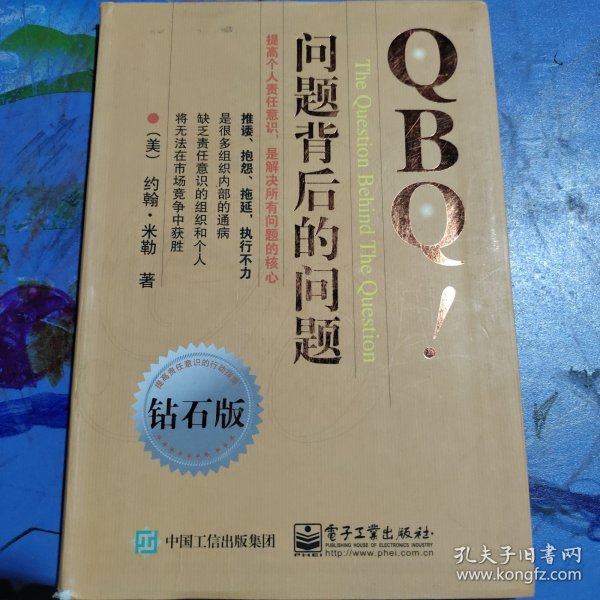 QBQ!
The Question Behind The Question
问题背后的问题
提高个人责任意识,是解决所有问题的核心
推诿、抱怨、拖延,执行不力
是很多组织内部的通病
缺乏责任意识的组织和个人
将无法在市场竞争中获胜
(美)约翰·米勒 著
提高责任意识的行动指南
钻石版
中国工信出版集团
電子工業出版社·
PUBLISHING HOUSE OF ELECTRONICS INDUSTRY
PHEI http://www.phei.com.cn
孔夫子旧书网
www.kongfz.com